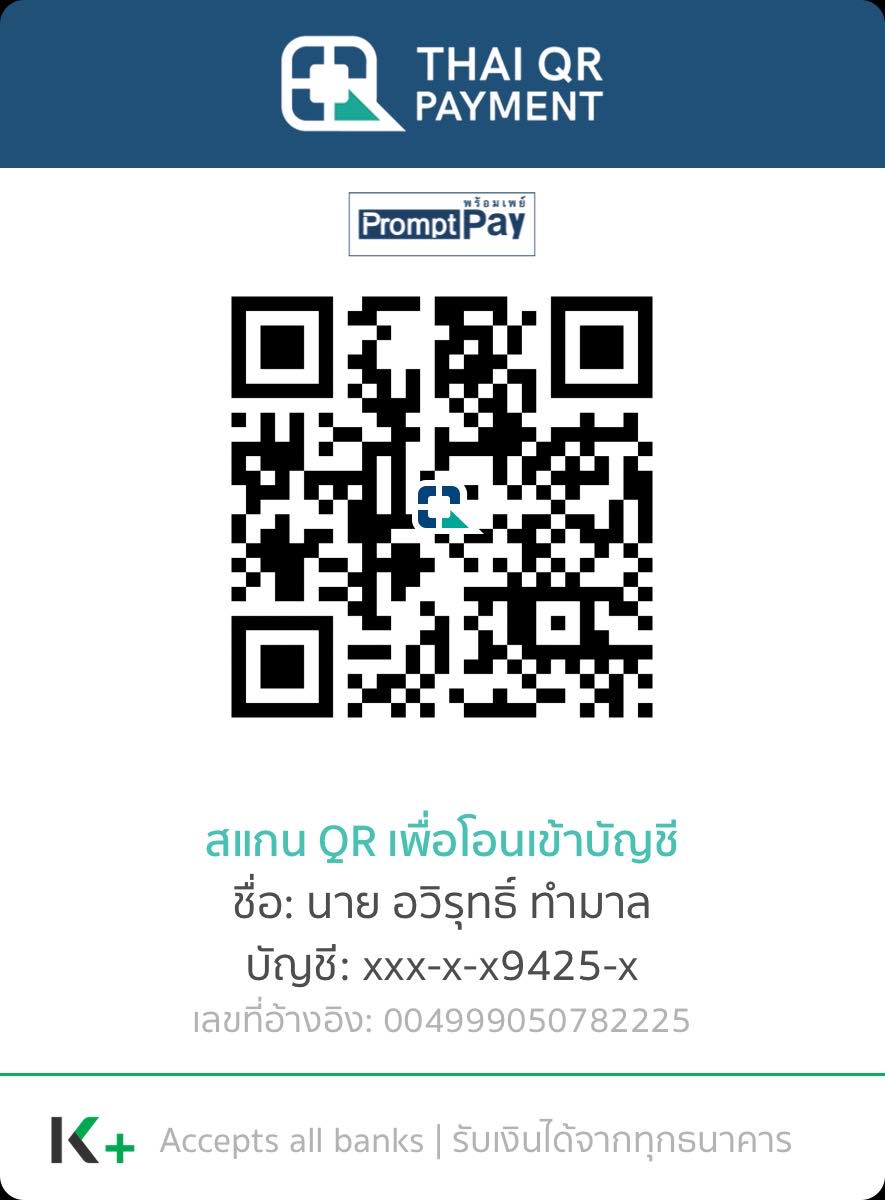 THAI QR
PAYMENT
พร้อมเพย์
PromptPay
สแกน QR เพื่อโอนเข้าบัญชี
ชื่อ: นาย อวิรุทธิ์ ทำมาล
บัญชี: xxx-x-x9425-x
เลขที่อ้างอิง: 004999050782225
K+ Accepts all banks | รับเงินได้จากทุกธนาคาร